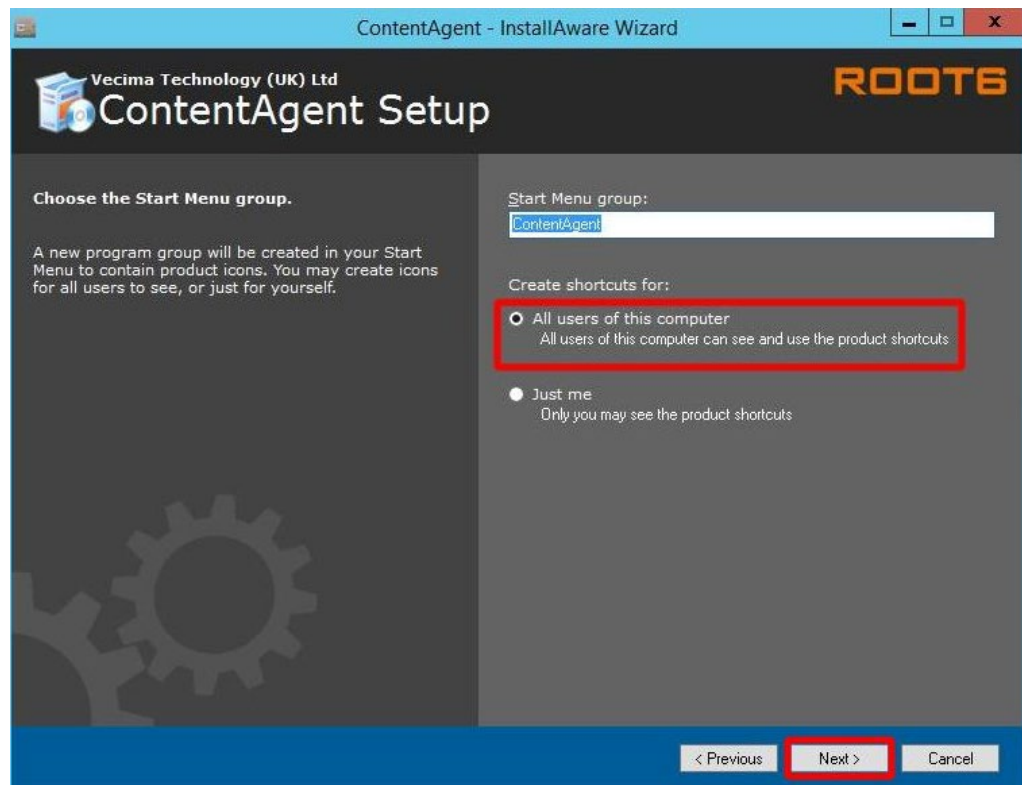 ContentAgent - InstallAware Wizard
Vecima Technology (UK) Ltd
ContentAgent Setup
ROOT6
Choose the Start Menu group.
A new program group will be created in your Start
Menu to contain product icons. You may create icons
for all users to see, or just for yourself.
Start Menu group:
ContentAgent
Create shortcuts for:
All users of this computer
All users of this computer can see and use the product shortcuts
Just me
Only you may see the product shortcuts
< Previous
Next >
Cancel